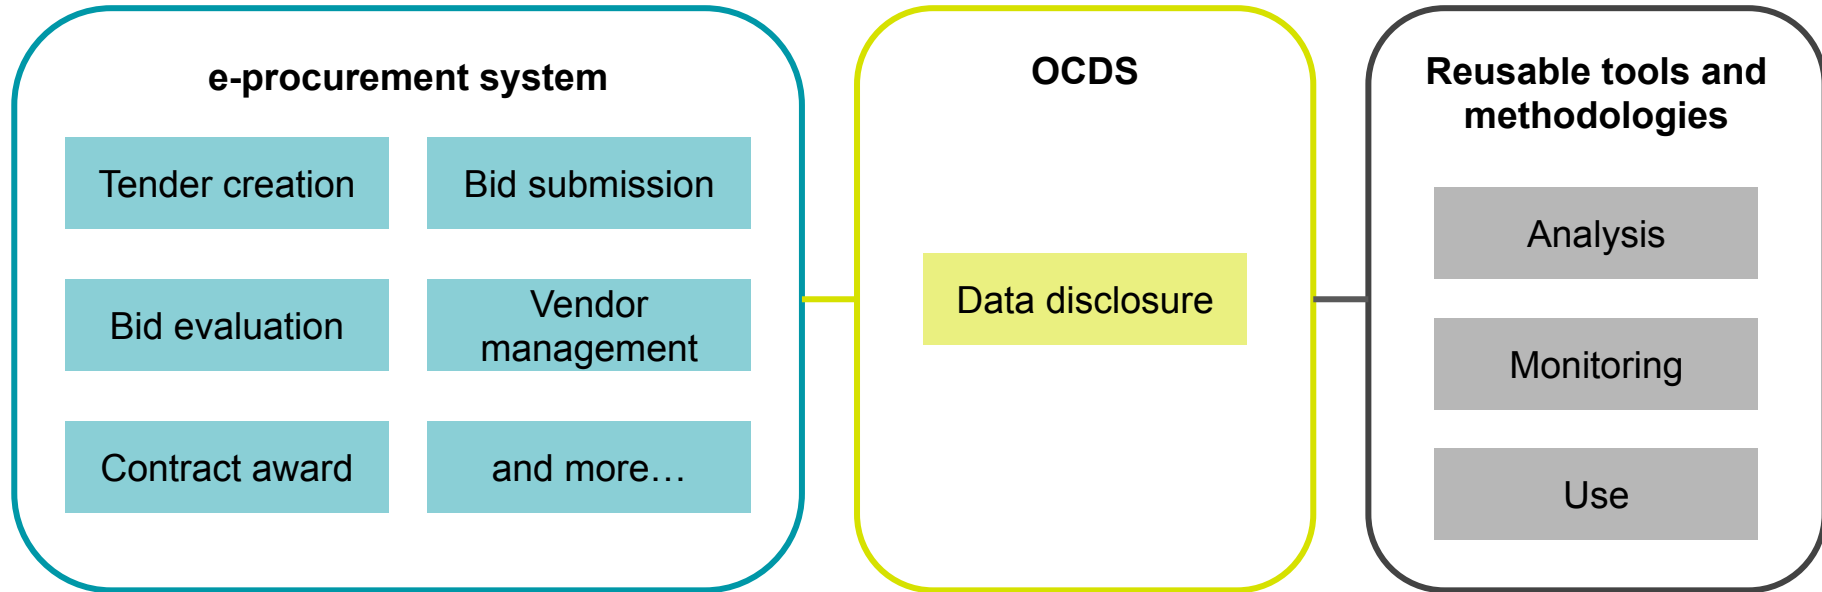 e-procurement system
Tender creation
Bid submission
Bid evaluation
Vendor
management
Contract award
and more…
OCDS
Data disclosure
Reusable tools and
methodologies
Analysis
Monitoring
Use